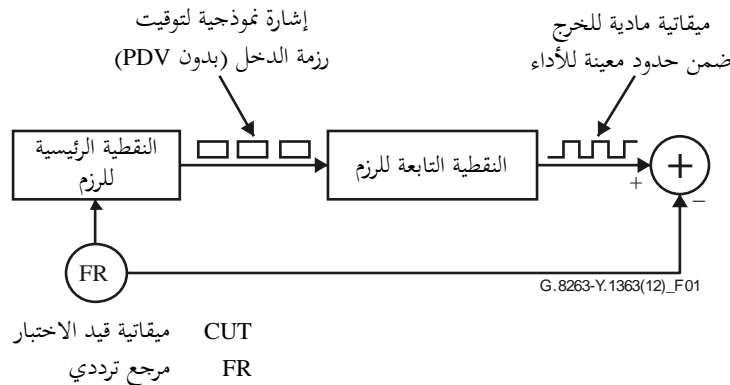 إشارة نموذجية لتوقيت
رزمة الدخل (بدون PDV)
ميقاتية مادية للخرج
ضمن حدود معينة للأداء
النقطية الرئيسية
للرزم
النقطية التابعة للرزم
+
+
−
FR
G.8263-Y.1363(12)_F01
CUT ميقاتية قيد الاختبار
FR مرجع ترددي